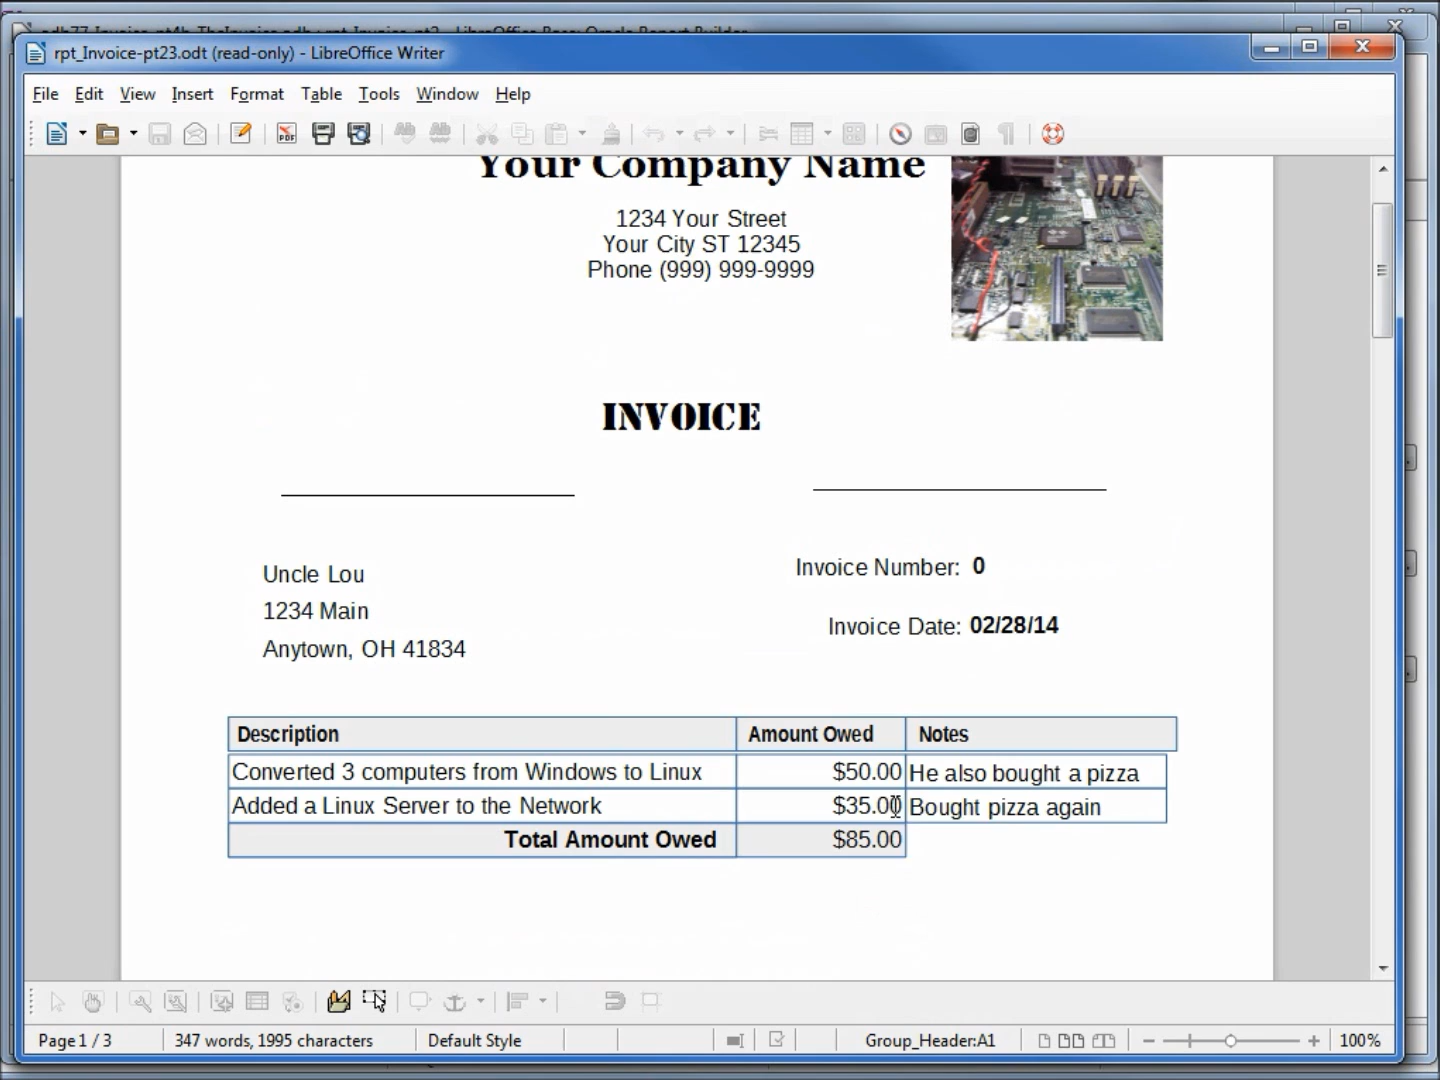 rpt_Invoice-pt23.odt (read-only) - LibreOffice Writer
File Edit View Insert Format Table Tools Window Help
Your Company Name
1234 Your Street
Your City ST 12345
Phone (999) 999-9999
INVOICE
Uncle Lou
1234 Main
Anytown, OH 41834
Invoice Number: 0
Invoice Date: 02/28/14
Description Amount Owed Notes
Converted 3 computers from Windows to Linux $50.00 He also bought a pizza
Added a Linux Server to the Network $35.00 Bought pizza again
Total Amount Owed $85.00
Page 1 / 3 347 words, 1995 characters Default Style Group_Header:A1 100%